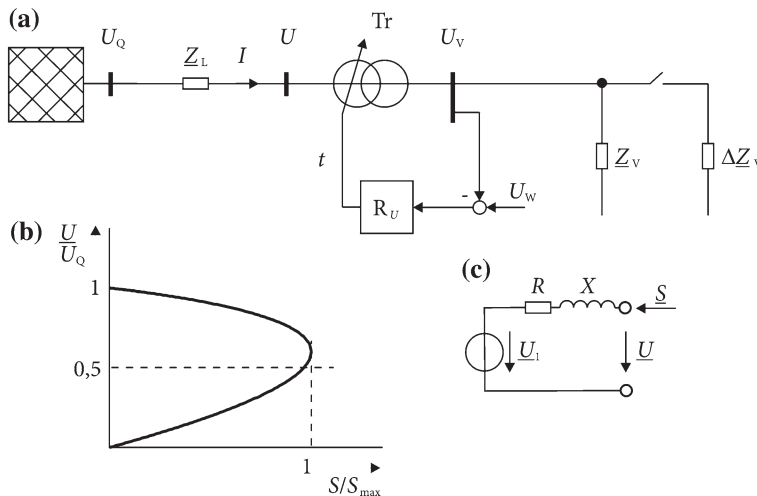 (a)
U_Q Z_L I U Tr U_V
t Z_V ΔZ_V
- U_W
R_U
(b)
U/U_Q
1
0,5
1
S/S_max
(c)
R X S
U_1 U